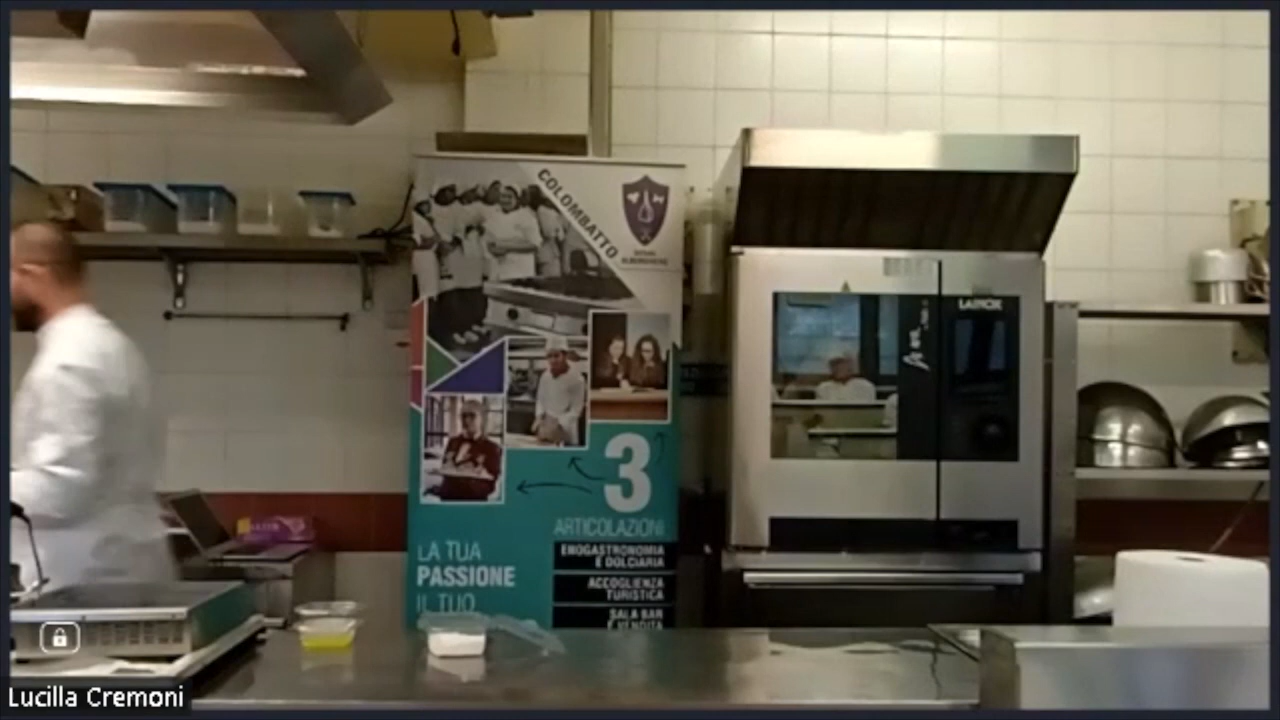 COLOMBATTO
LAINOX
3
ARTICOLAZIONI
ENOGASTRONOMIA
E DOLCIARIA
ACCOGLIENZA
TURISTICA
SALA BAR
E VENDITA
LA TUA
PASSIONE
IL TUO
Lucilla Cremoni